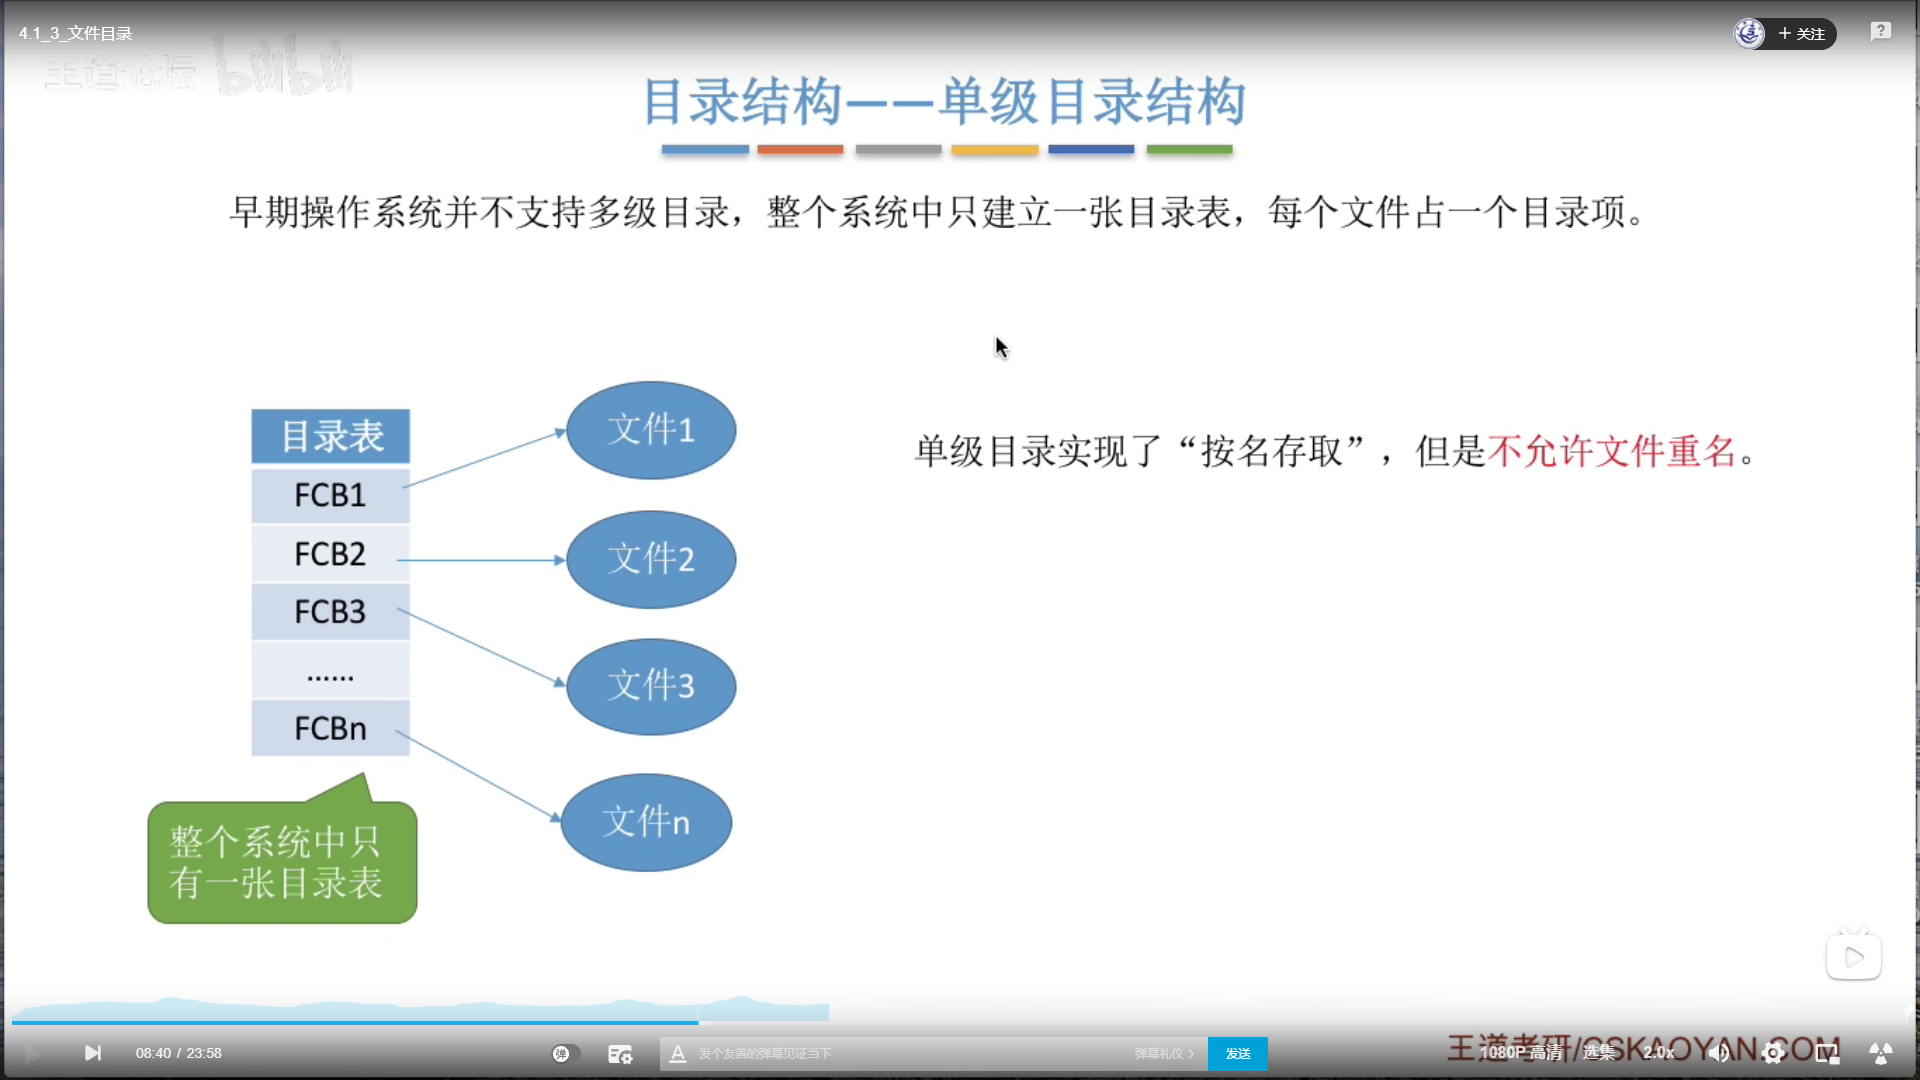 4.1_3_文件目录
+ 关注
王道论坛 bilibili
目录结构——单级目录结构
早期操作系统并不支持多级目录，整个系统中只建立一张目录表，每个文件占一个目录项。
目录表
FCB1
FCB2
FCB3
......
FCBn
文件1
文件2
文件3
文件n
单级目录实现了“按名存取”，但是不允许文件重名。
整个系统中只
有一张目录表
08:40 / 23:58
弹
A 发个友善的弹幕见证当下
弹幕礼仪 >
发送
王道考研/CSKAOYAN.COM
1080P 高清
选集
2.0x